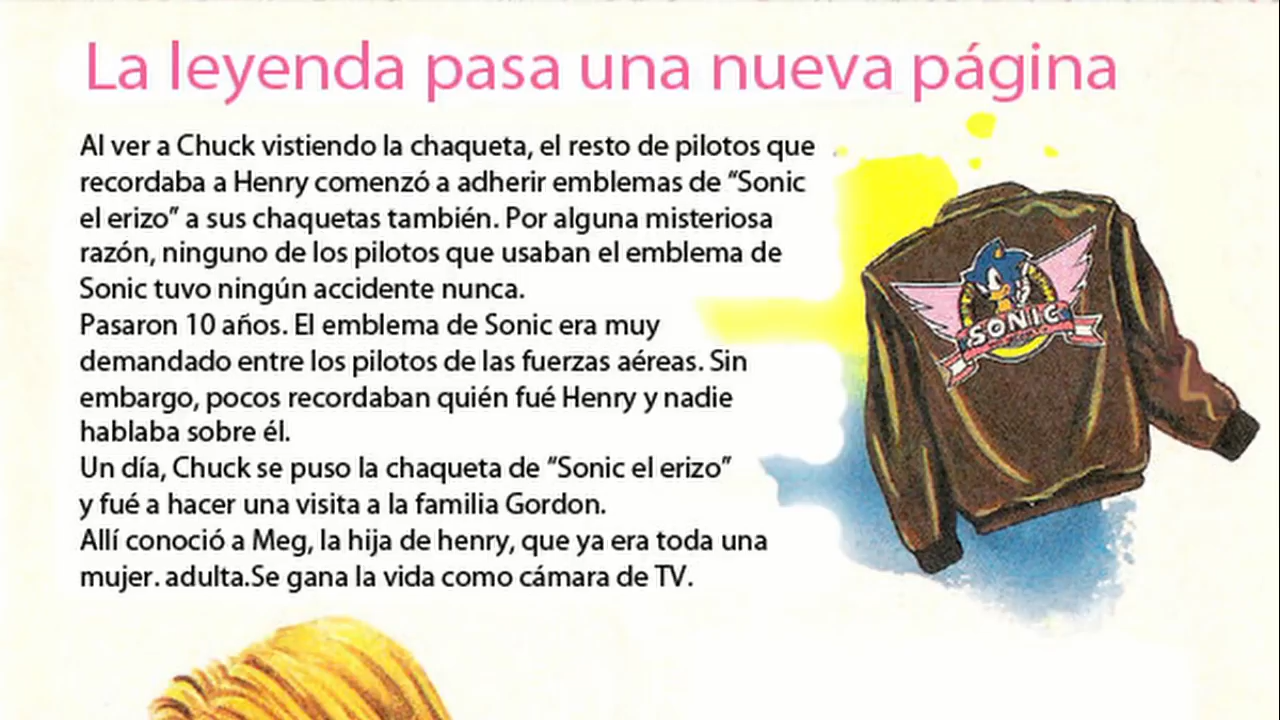 La leyenda pasa una nueva página
Al ver a Chuck vistiendo la chaqueta, el resto de pilotos que
recordaba a Henry comenzó a adherir emblemas de “Sonic
el erizo” a sus chaquetas también. Por alguna misteriosa
razón, ninguno de los pilotos que usaban el emblema de
Sonic tuvo ningún accidente nunca.
Pasaron 10 años. El emblema de Sonic era muy
demandado entre los pilotos de las fuerzas aéreas. Sin
embargo, pocos recordaban quién fué Henry y nadie
hablaba sobre él.
Un día, Chuck se puso la chaqueta de “Sonic el erizo”
y fué a hacer una visita a la familia Gordon.
Allí conoció a Meg, la hija de henry, que ya era toda una
mujer. adulta.Se gana la vida como cámara de TV.
SONIC